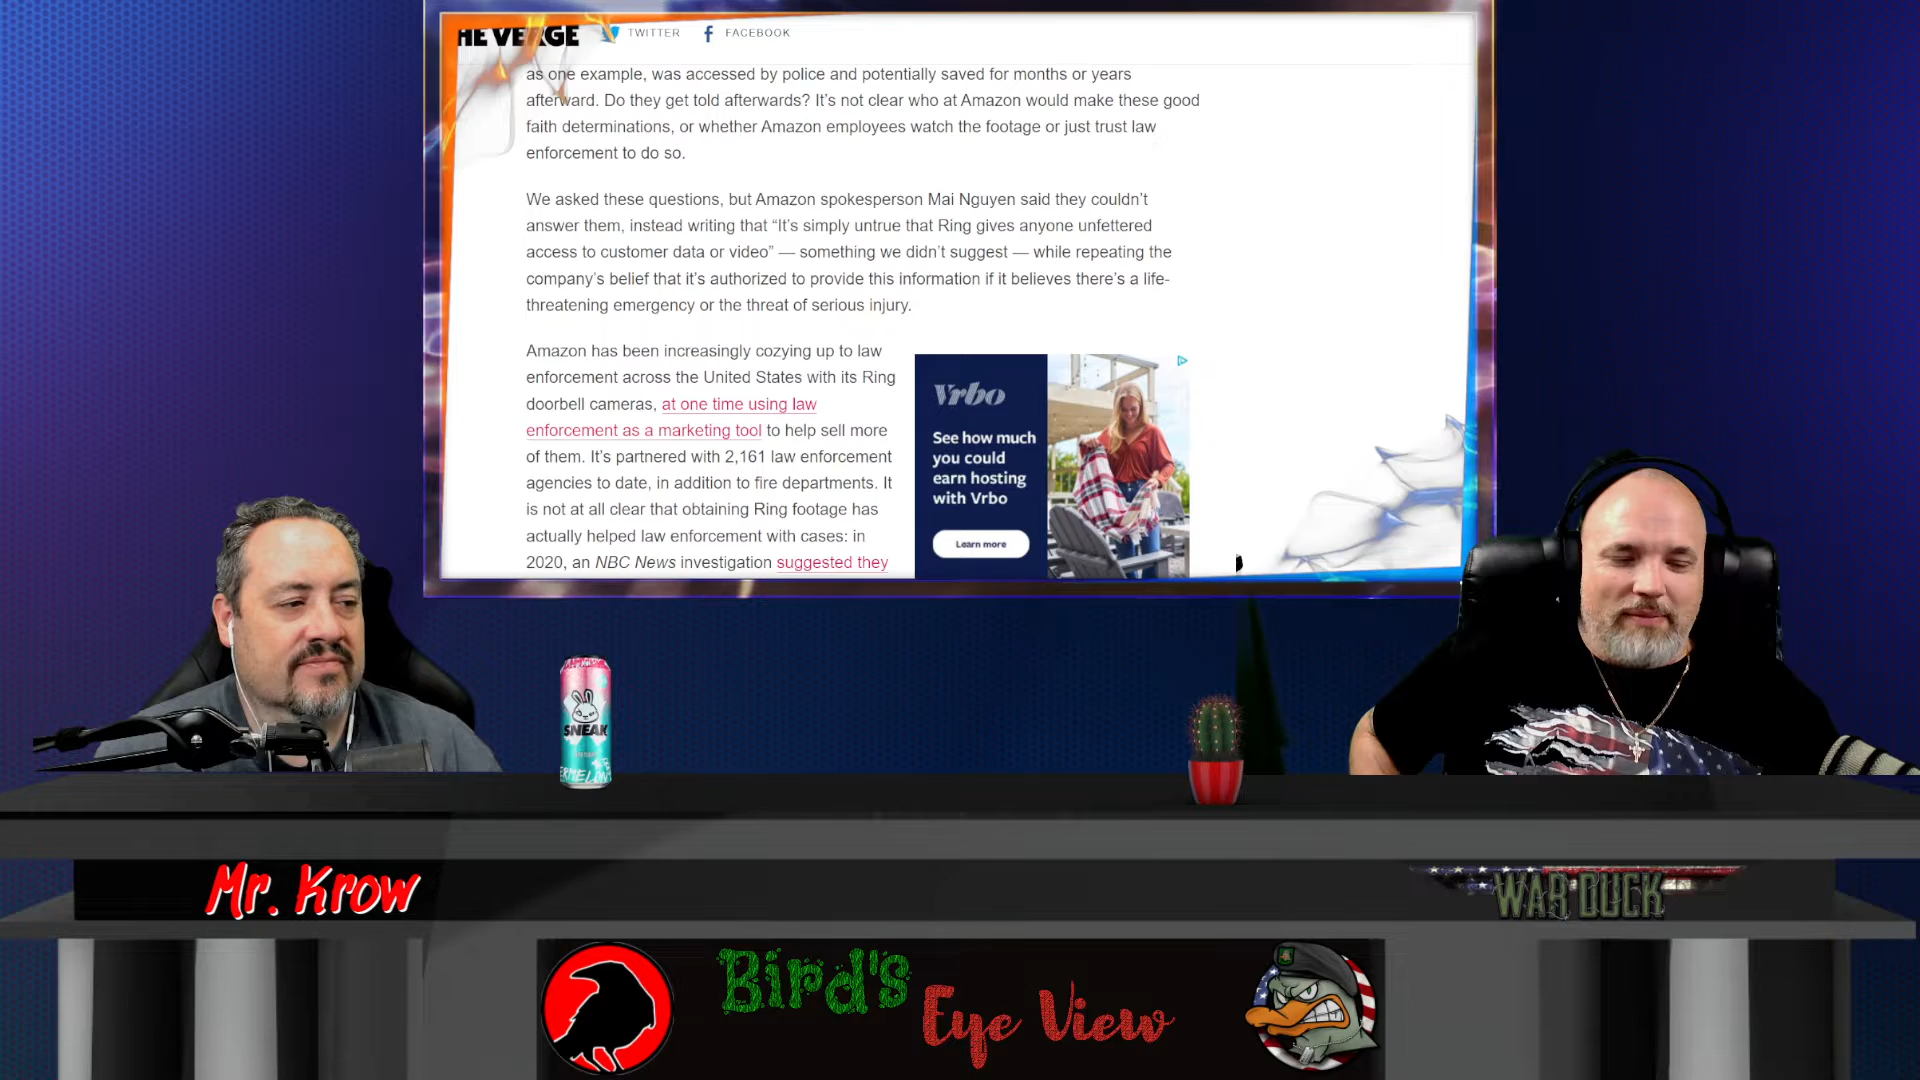 HE VERGE TWITTER FACEBOOK
as one example, was accessed by police and potentially saved for months or years
afterward. Do they get told afterwards? It’s not clear who at Amazon would make these good
faith determinations, or whether Amazon employees watch the footage or just trust law
enforcement to do so.
We asked these questions, but Amazon spokesperson Mai Nguyen said they couldn’t
answer them, instead writing that “It’s simply untrue that Ring gives anyone unfettered
access to customer data or video” — something we didn’t suggest — while repeating the
company’s belief that it’s authorized to provide this information if it believes there’s a life-
threatening emergency or the threat of serious injury.
Amazon has been increasingly cozying up to law
enforcement across the United States with its Ring
doorbell cameras, at one time using law
enforcement as a marketing tool to help sell more
of them. It’s partnered with 2,161 law enforcement
agencies to date, in addition to fire departments. It
is not at all clear that obtaining Ring footage has
actually helped law enforcement with cases: in
2020, an NBC News investigation suggested they
Vrbo
See how much
you could
earn hosting
with Vrbo
Learn more
SNEAK
ERMELON
Mr. Krow
WAR DUCK
Bird's
Eye View